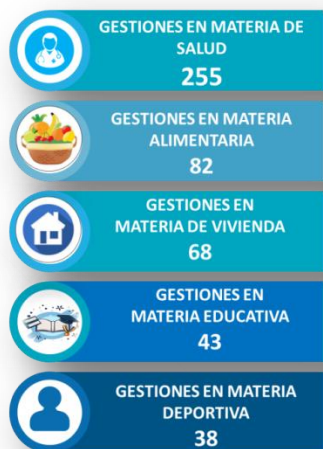 GESTIONES EN MATERIA DE
SALUD
255
GESTIONES EN MATERIA
ALIMENTARIA
82
GESTIONES EN
MATERIA DE VIVIENDA
68
GESTIONES EN
MATERIA EDUCATIVA
43
GESTIONES EN MATERIA
DEPORTIVA
38